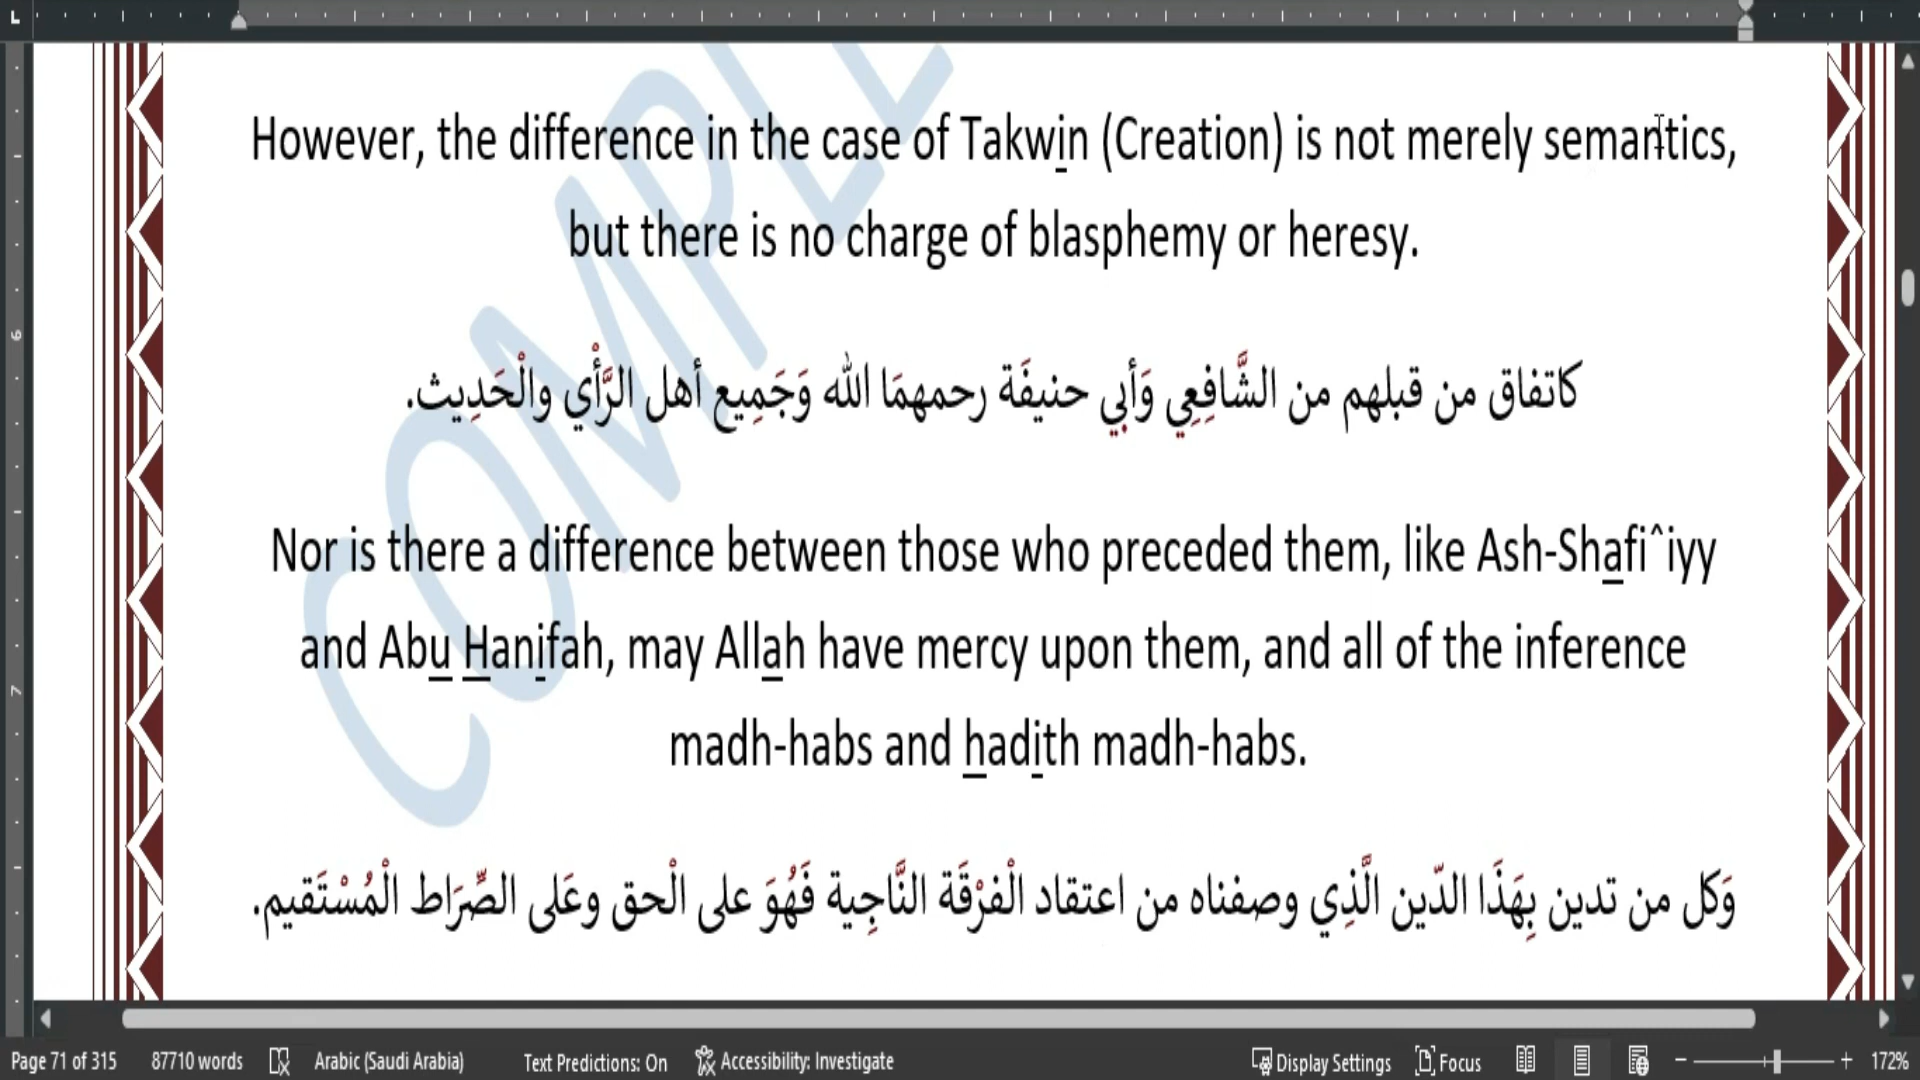 However, the difference in the case of Takwin (Creation) is not merely semantics,
but there is no charge of blasphemy or heresy.
كاتفاق من قبلهم من الشَّافِعِي وَأبي حنيفَة رحمهمَا الله وَجَمِيع أهل الرَّأْي والْحَدِيث.
Nor is there a difference between those who preceded them, like Ash-Shafiˆiyy
and Abu Hanifah, may Allah have mercy upon them, and all of the inference
madh-habs and hadith madh-habs.
وَكل من تدين بِهَذَا الدّين الَّذِي وصفناه من اعتقاد الْفرْقَة النَّاجِية فَهُوَ على الْحق وعَلى الصِّرَاط الْمُسْتَقيم.
COMPLE
6
7
Page 71 of 315 87710 words Arabic (Saudi Arabia) Text Predictions: On Accessibility: Investigate Display Settings Focus 172%